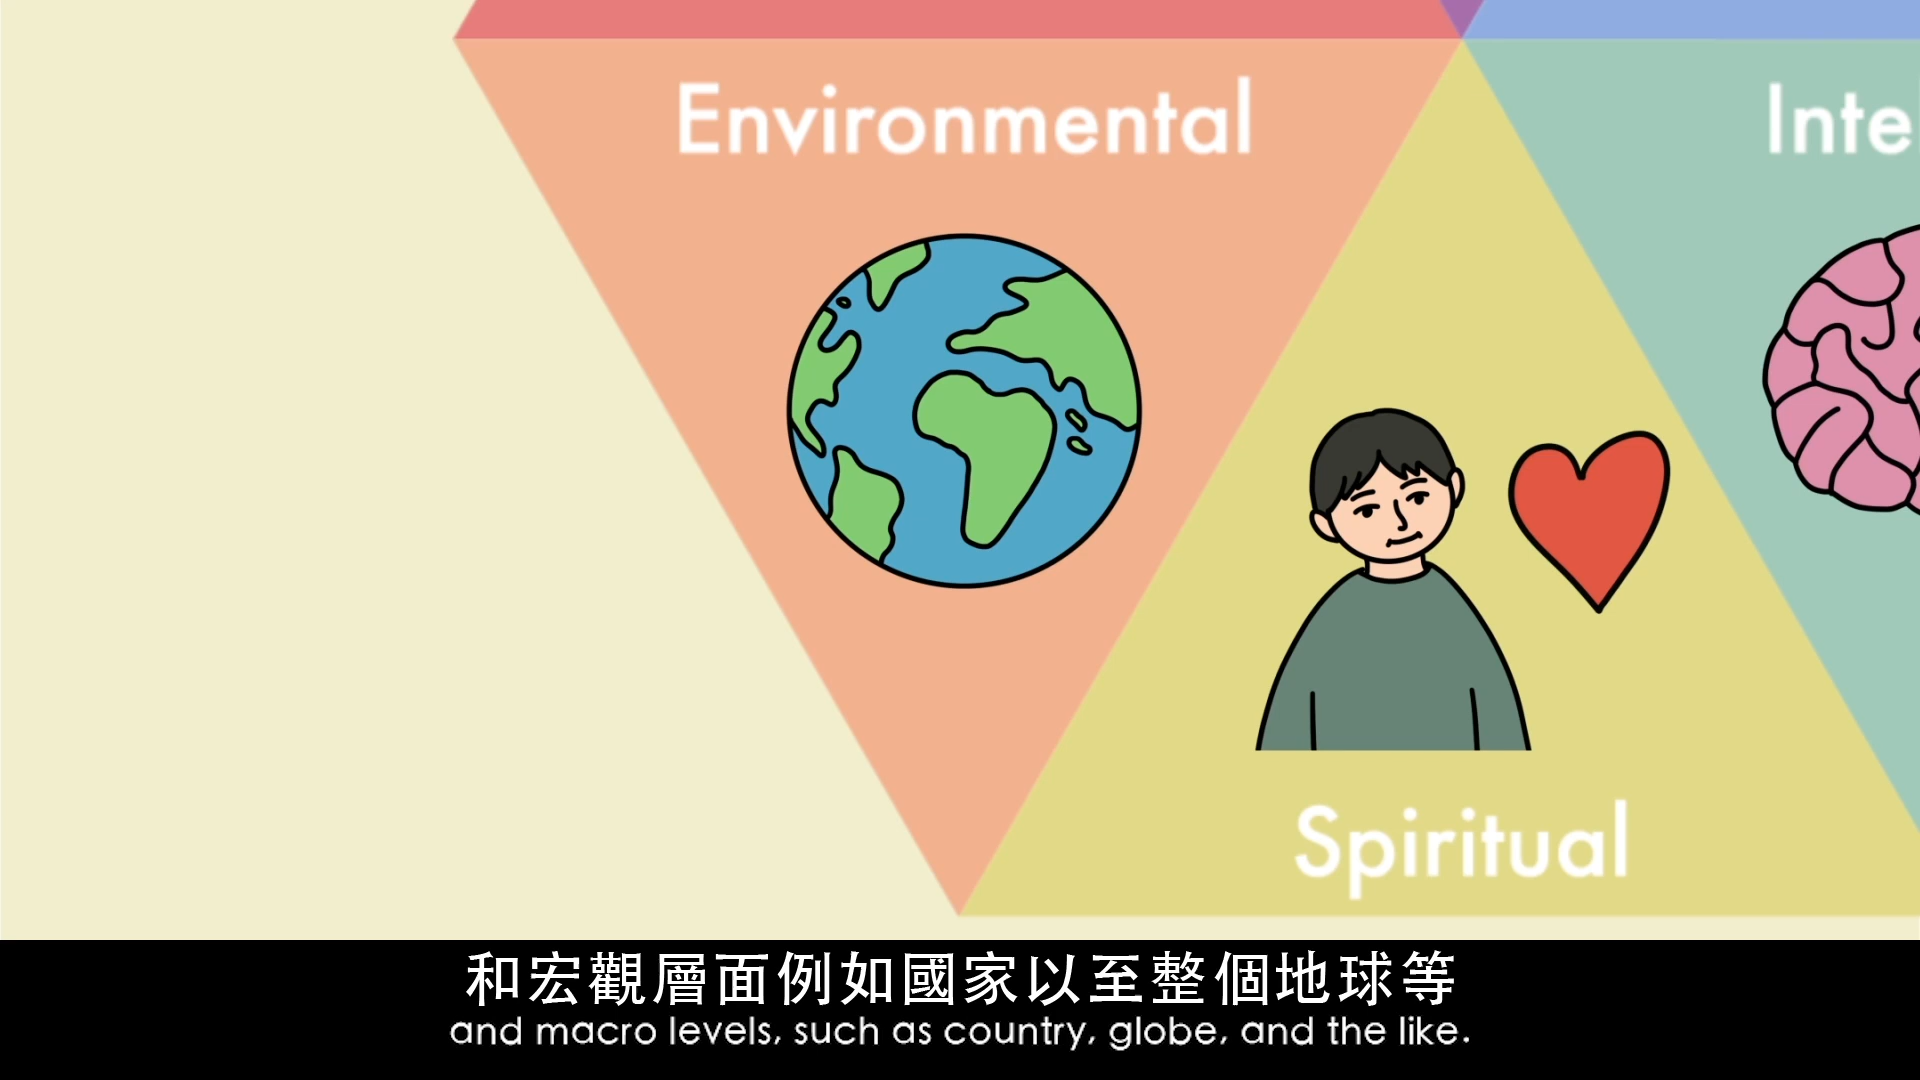 Environmental
Inte
Spiritual
和宏觀層面例如國家以至整個地球等
and macro levels, such as country, globe, and the like.